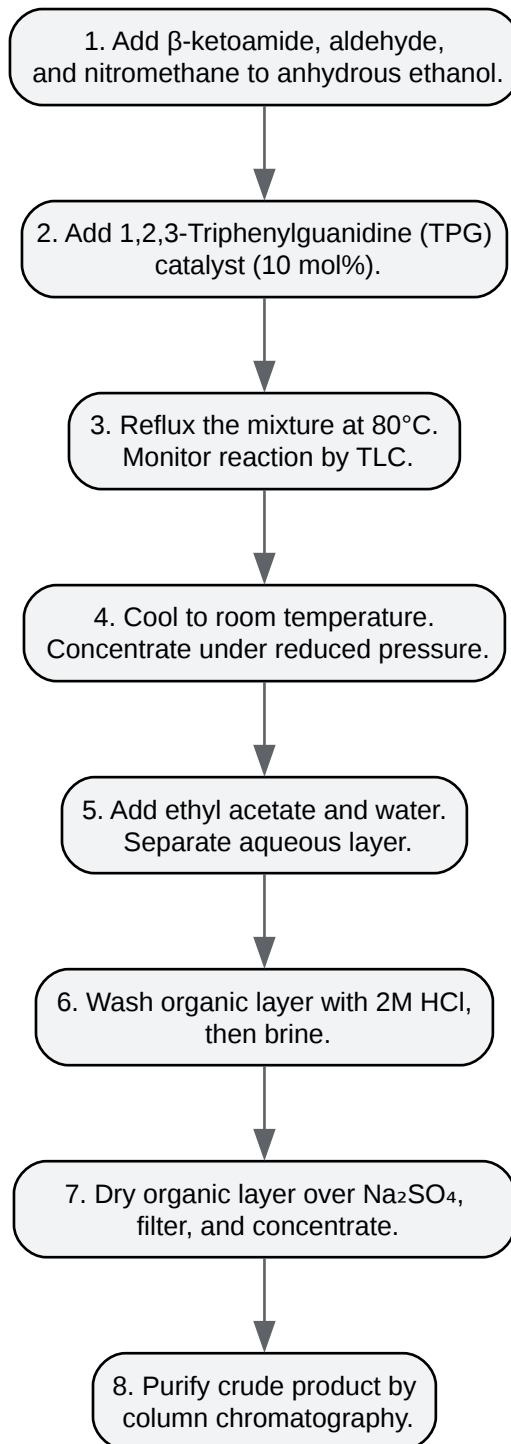 1. Add β-ketoamide, aldehyde,
and nitromethane to anhydrous ethanol.
2. Add 1,2,3-Triphenylguanidine (TPG)
catalyst (10 mol%).
3. Reflux the mixture at 80°C.
Monitor reaction by TLC.
4. Cool to room temperature.
Concentrate under reduced pressure.
5. Add ethyl acetate and water.
Separate aqueous layer.
6. Wash organic layer with 2M HCl,
then brine.
7. Dry organic layer over Na₂SO₄,
filter, and concentrate.
8. Purify crude product by
column chromatography.